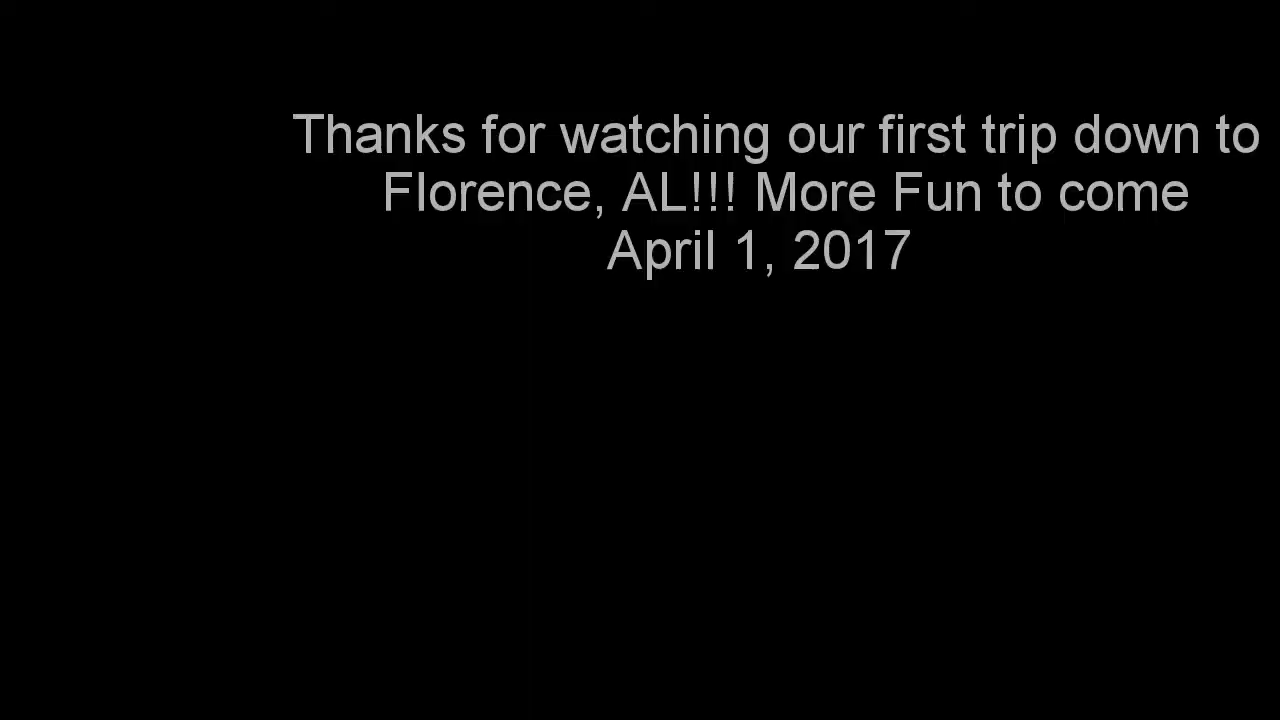 Thanks for watching our first trip down to
Florence, AL!!! More Fun to come
April 1, 2017